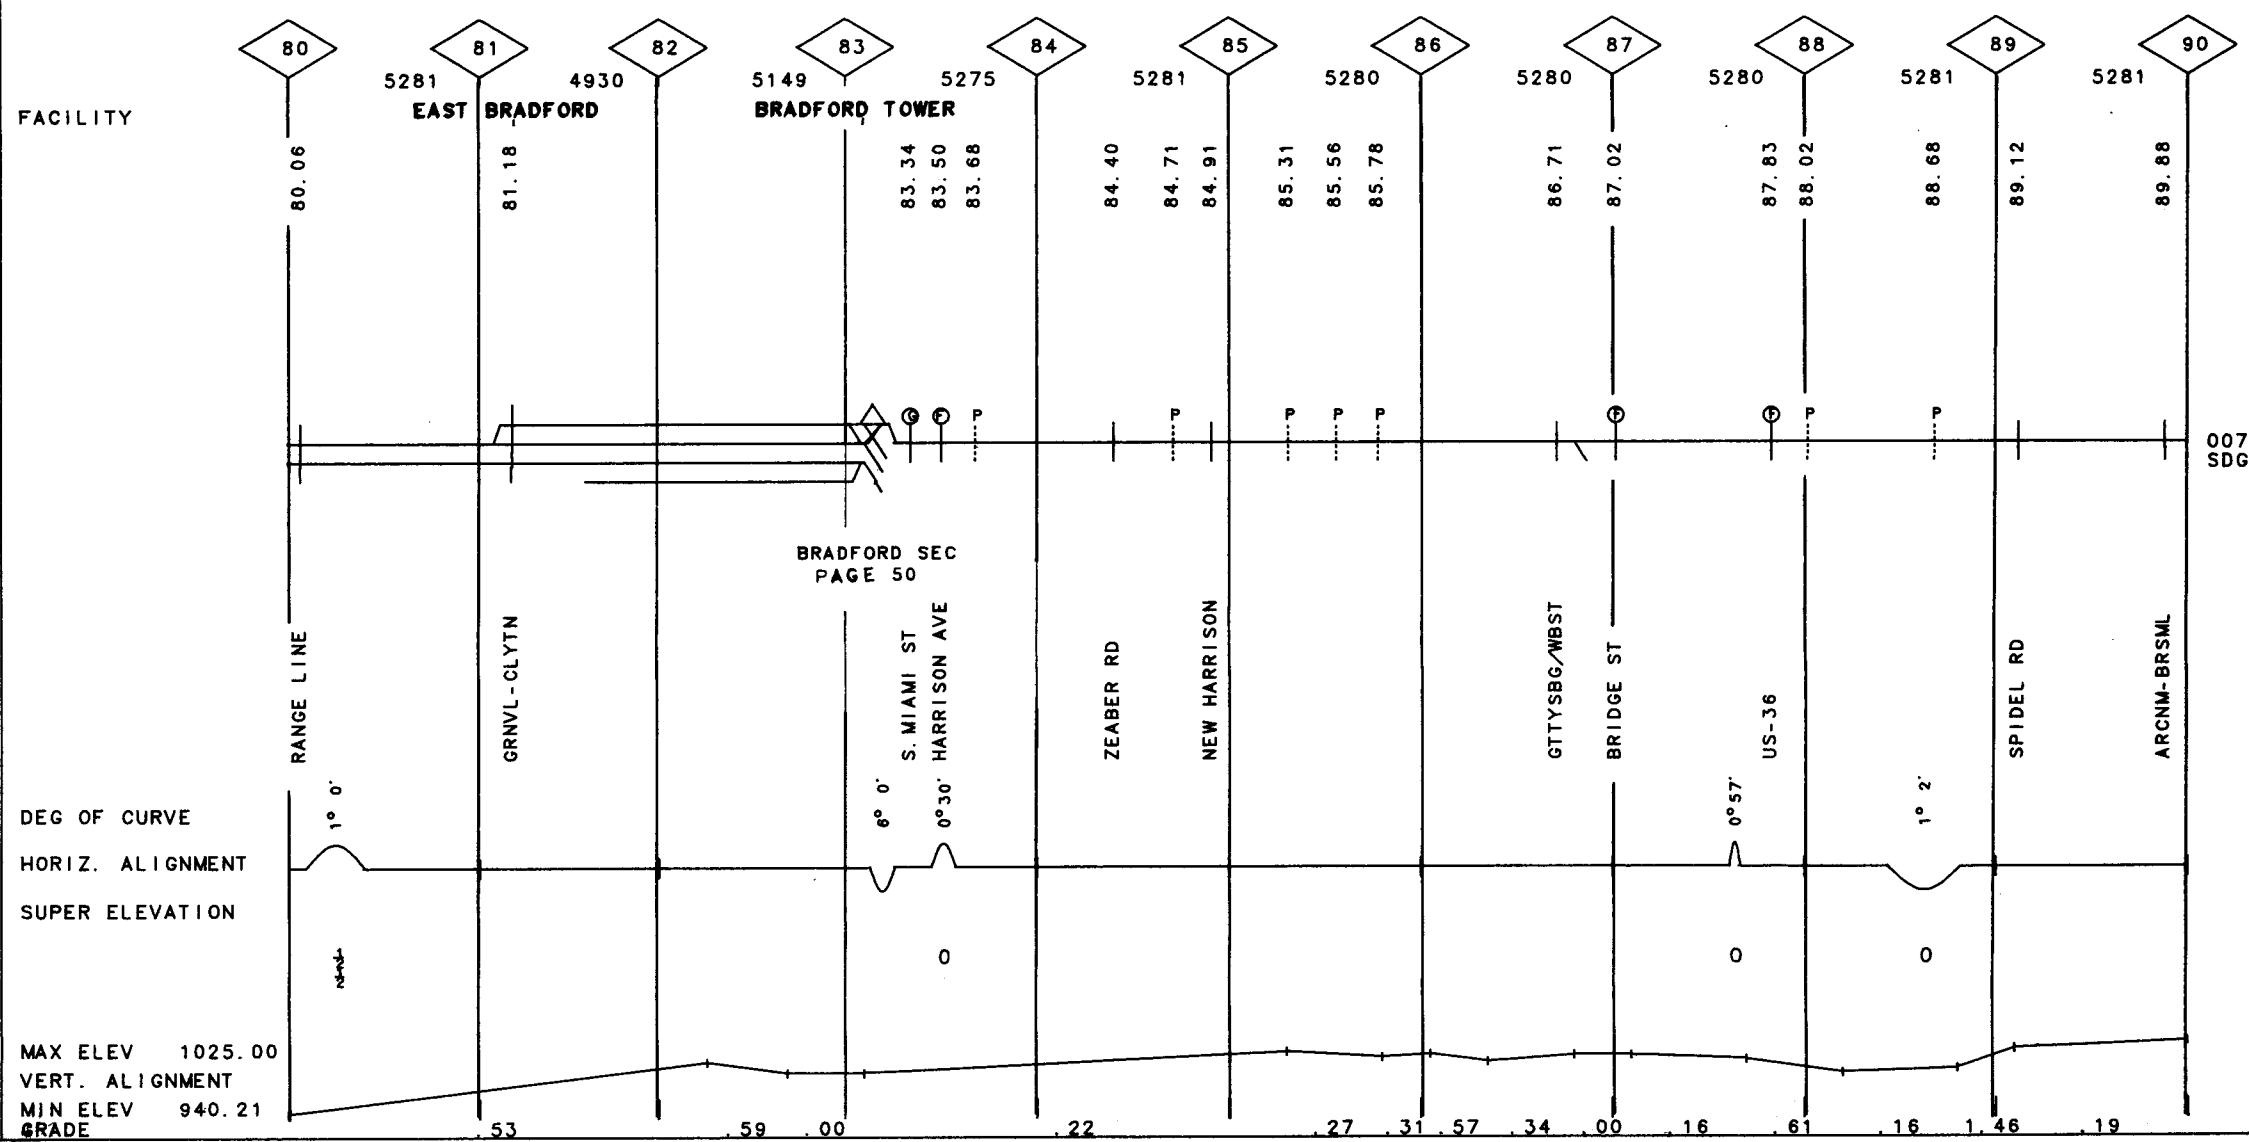 80 81 82 83 84 85 86 87 88 89 90
5281 4930 5149 5275 5281 5280 5280 5280 5281 5281
EAST BRADFORD BRADFORD TOWER
FACILITY
80.06 81.18 83.34 83.50 83.68 84.40 84.71 84.91 85.31 85.56 85.78 86.71 87.02 87.83 88.02 88.68 89.12 89.88
G F P P P P P F F P P
007
SDG
BRADFORD SEC
PAGE 50
RANGE LINE
GRNVL-CLYTN
S.MIAMI ST
HARRISON AVE
ZEABER RD
NEW HARRISON
GTTYSBG/WBST
BRIDGE ST
US-36
SPIDEL RD
ARCNM-BRSML
DEG OF CURVE 1° 0' 6° 0' 0°30' 0°57' 1° 2'
HORIZ. ALIGNMENT
SUPER ELEVATION
0 0 0
MAX ELEV 1025.00
VERT. ALIGNMENT
MIN ELEV 940.21
GRADE .53 .59 .00 .22 .27 .31 .57 .34 .00 .16 .61 .16 1.46 .19